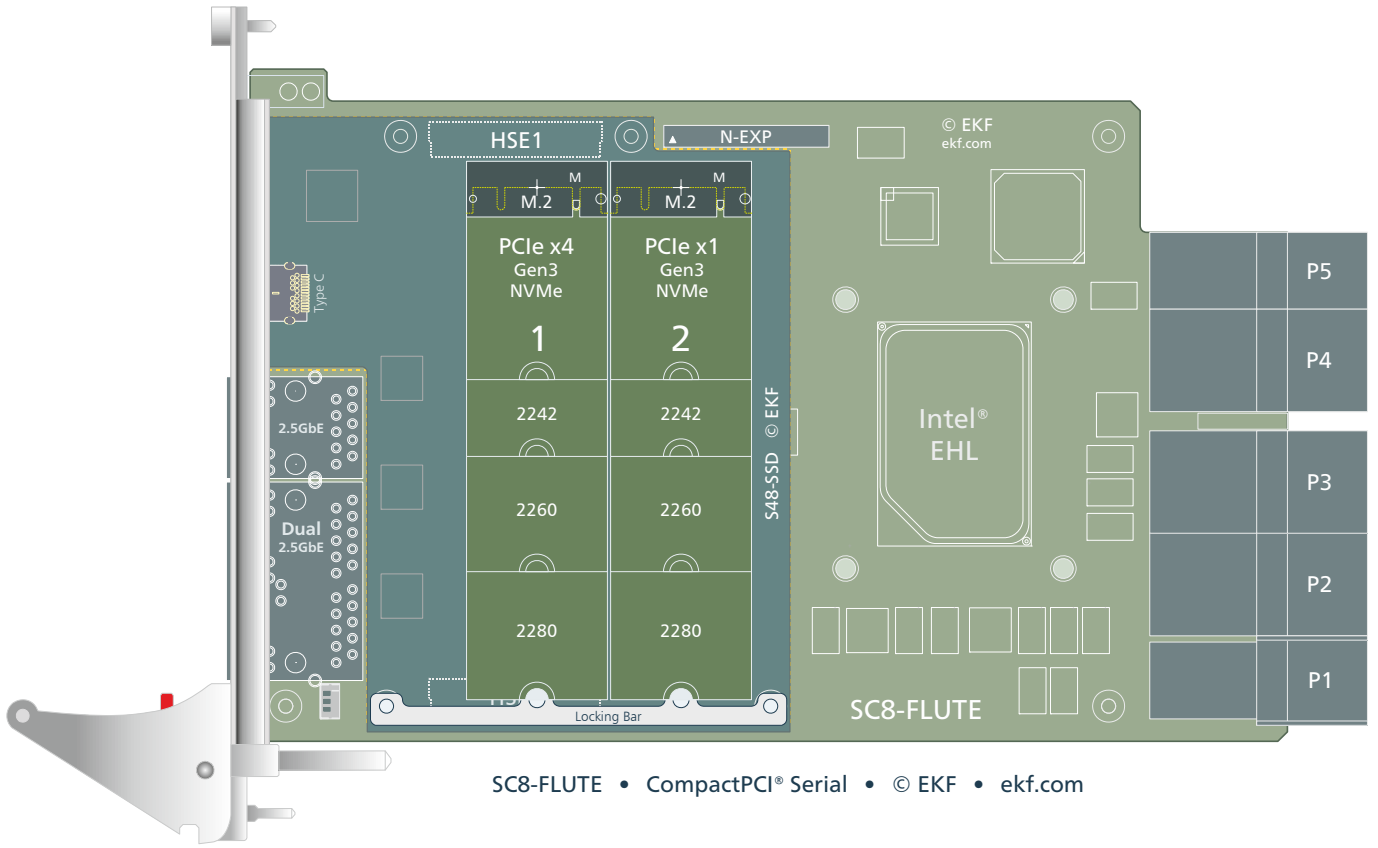 HSE1
N-EXP
© EKF
ekf.com
M
M.2
M
M.2
PCIe x4
Gen3
NVMe
1
PCIe x1
Gen3
NVMe
2
Type C
P5
P4
P3
P2
P1
2242
2242
2260
2260
2280
2280
2.5GbE
Dual
2.5GbE
S48-SSD © EKF
Intel®
EHL
Locking Bar
SC8-FLUTE
SC8-FLUTE • CompactPCI® Serial • © EKF • ekf.com